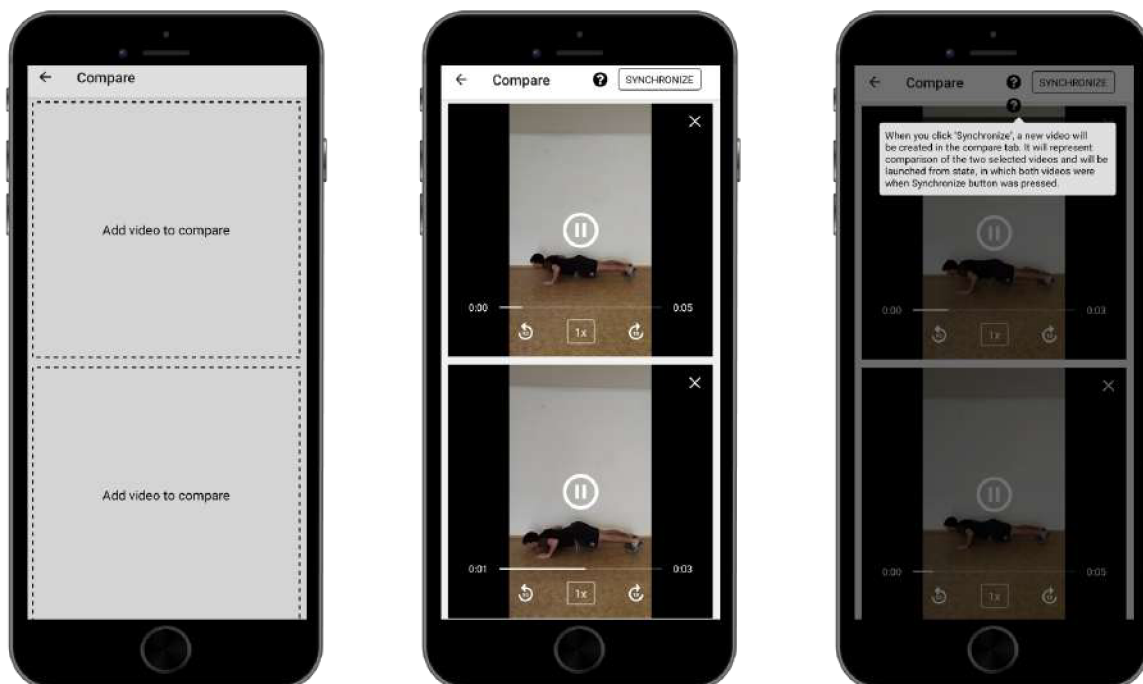 Compare
Add video to compare
Add video to compare
Compare
? SYNCHRONIZE
0:00
0:05
1x
0:01
0:03
1x
Compare
? SYNCHRONIZE
?
When you click 'Synchronize', a new video will
be created in the compare tab. It will represent
comparison of the two selected videos and will be
launched from state, in which both videos were
when Synchronize button was pressed.
0:00
0:03
1x
0:00
0:05
1x